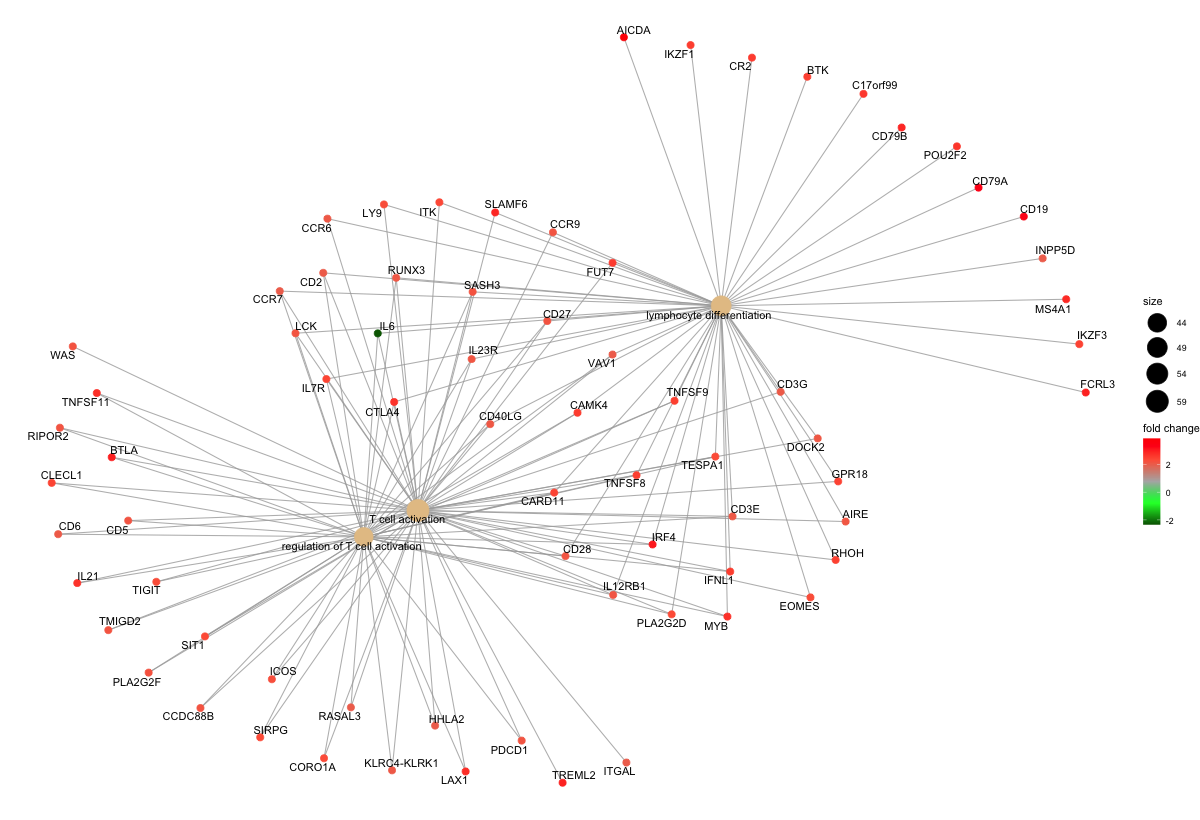 AICDA
IKZF1
CR2
BTK
C17orf99
CD79B
POU2F2
CD79A
CD19
INPP5D
MS4A1
IKZF3
FCRL3
SLAMF6
LY9
ITK
CCR6
CCR9
FUT7
RUNX3
CD2
SASH3
CCR7
CD27
LCK
IL6
lymphocyte differentiation
IL23R
VAV1
WAS
IL7R
CTLA4
TNFSF11
CD40LG
CAMK4
TNFSF9
CD3G
RIPOR2
BTLA
DOCK2
TESPA1
CLECL1
TNFSF8
GPR18
CARD11
CD6
CD5
T cell activation
CD3E
AIRE
regulation of T cell activation
IRF4
CD28
RHOH
IL21
TIGIT
IL12RB1
IFNL1
EOMES
TMIGD2
PLA2G2D
MYB
SIT1
PLA2G2F
ICOS
CCDC88B
RASAL3
SIRPG
HHLA2
CORO1A
KLRC4-KLRK1
LAX1
PDCD1
TREML2
ITGAL
size
44
49
54
59
fold change
2
0
-2